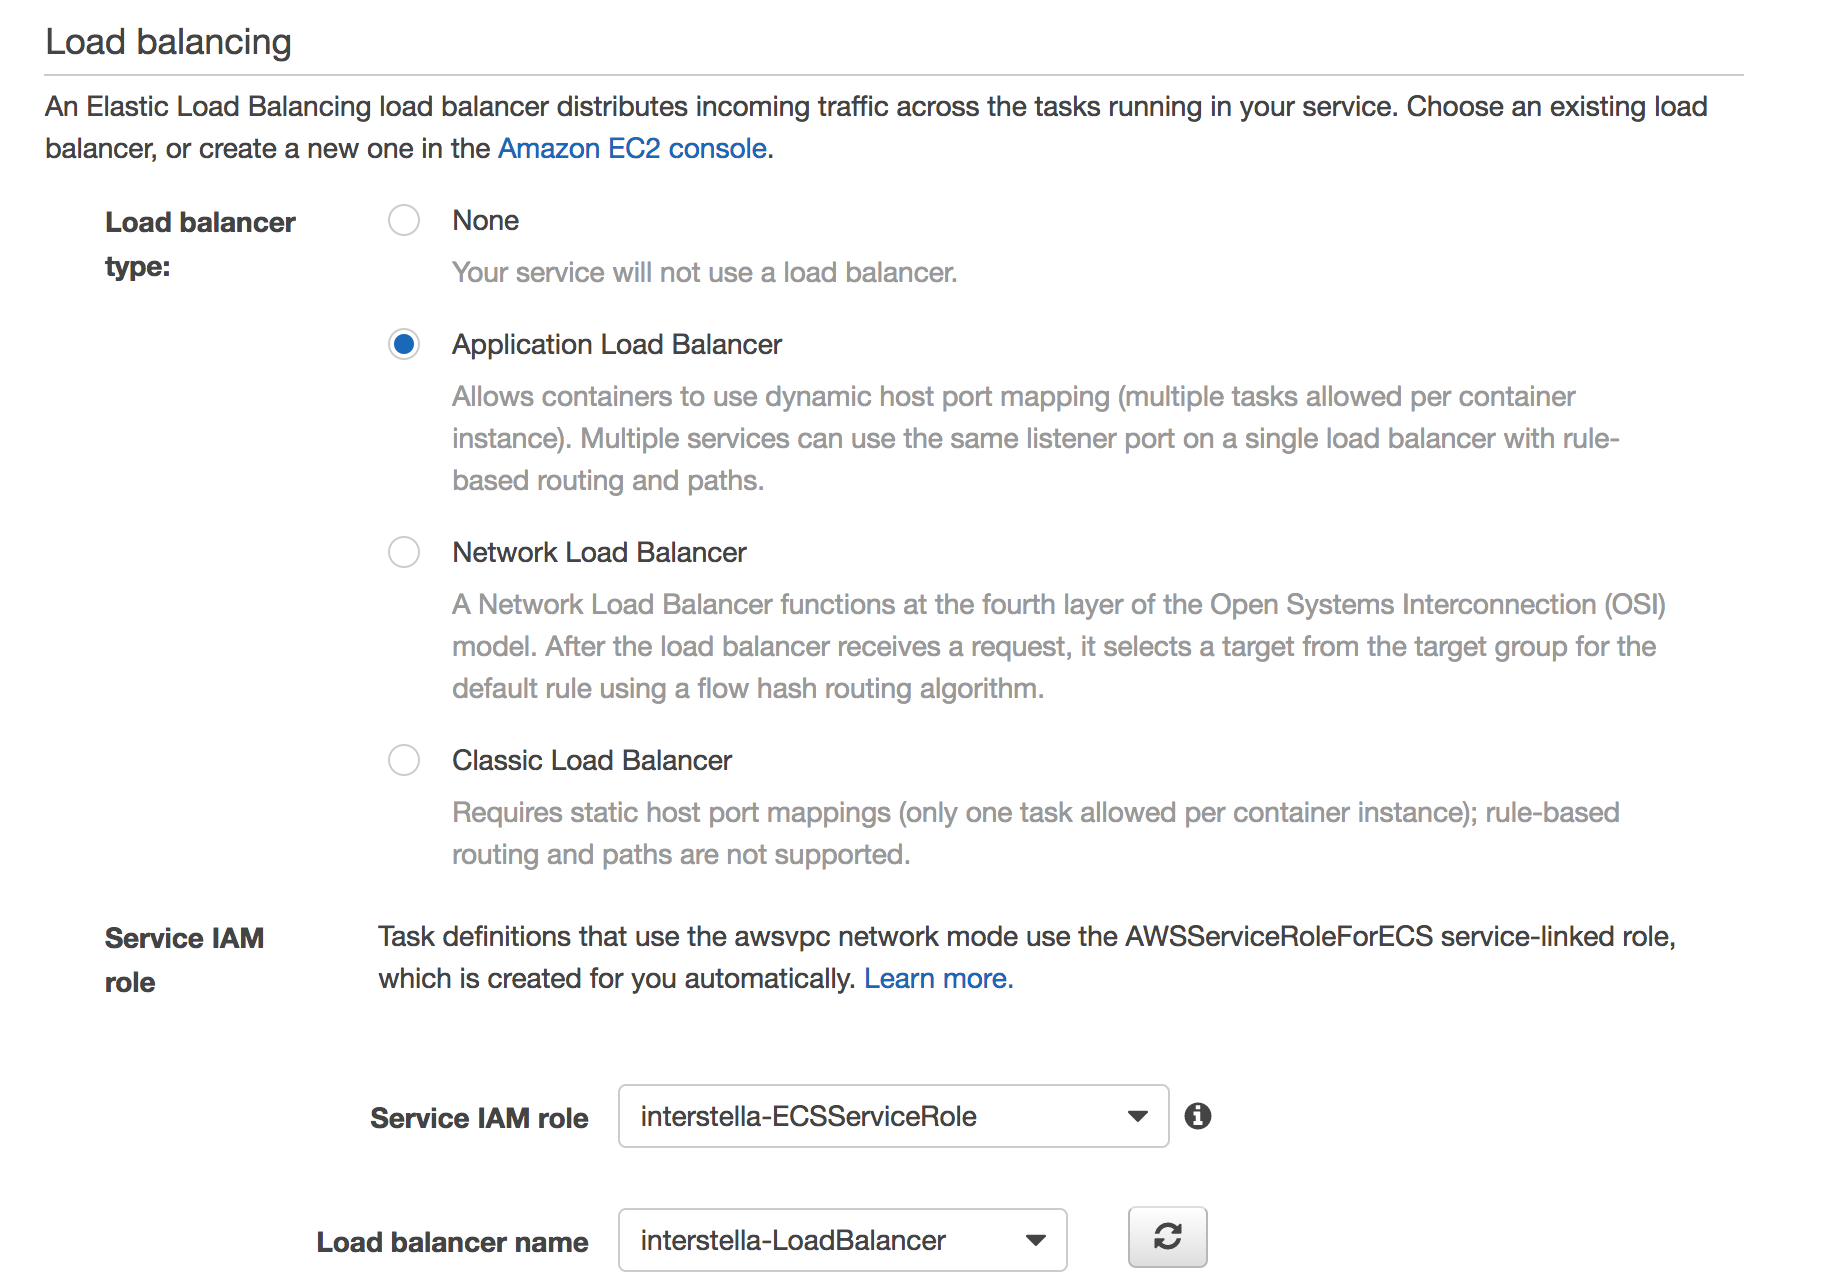 Load balancing
An Elastic Load Balancing load balancer distributes incoming traffic across the tasks running in your service. Choose an existing load
balancer, or create a new one in the Amazon EC2 console.
Load balancer
type:
None
Your service will not use a load balancer.
Application Load Balancer
Allows containers to use dynamic host port mapping (multiple tasks allowed per container
instance). Multiple services can use the same listener port on a single load balancer with rule-
based routing and paths.
Network Load Balancer
A Network Load Balancer functions at the fourth layer of the Open Systems Interconnection (OSI)
model. After the load balancer receives a request, it selects a target from the target group for the
default rule using a flow hash routing algorithm.
Classic Load Balancer
Requires static host port mappings (only one task allowed per container instance); rule-based
routing and paths are not supported.
Service IAM
role
Task definitions that use the awsvpc network mode use the AWSServiceRoleForECS service-linked role,
which is created for you automatically. Learn more.
Service IAM role interstella-ECSServiceRole
Load balancer name interstella-LoadBalancer